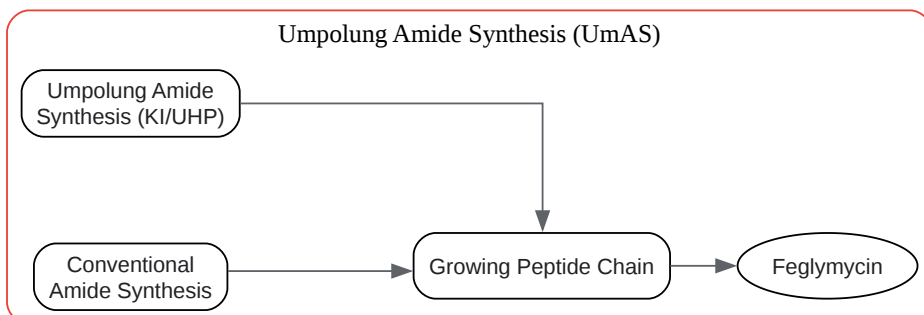 Umpolung Amide Synthesis (UmAS)
Umpolung Amide
Synthesis (KI/UHP)
Conventional
Amide Synthesis
Growing Peptide Chain
Feglymycin